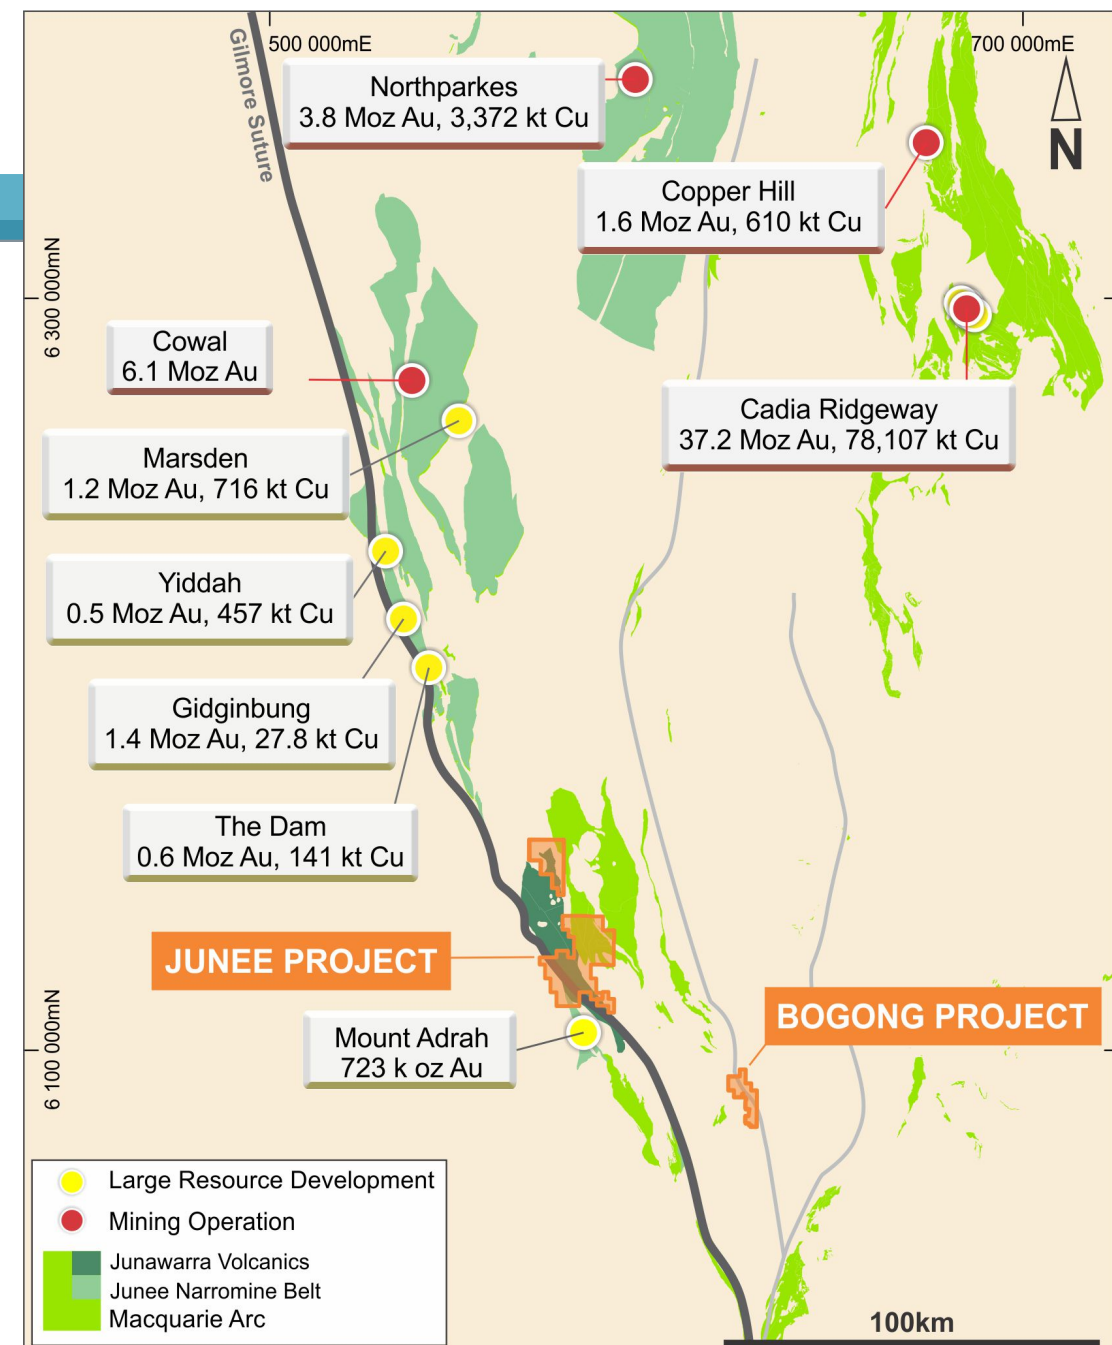 500 000mE
700 000mE
Gilmore Suture
Northparkes
3.8 Moz Au, 3,372 kt Cu
N
Copper Hill
1.6 Moz Au, 610 kt Cu
6 300 000mN
Cowal
6.1 Moz Au
Cadia Ridgeway
37.2 Moz Au, 78,107 kt Cu
Marsden
1.2 Moz Au, 716 kt Cu
Yiddah
0.5 Moz Au, 457 kt Cu
Gidginbung
1.4 Moz Au, 27.8 kt Cu
The Dam
0.6 Moz Au, 141 kt Cu
JUNEE PROJECT
BOGONG PROJECT
6 100 000mN
Mount Adrah
723 k oz Au
Large Resource Development
Mining Operation
Junawarra Volcanics
Junee Narromine Belt
Macquarie Arc
100km